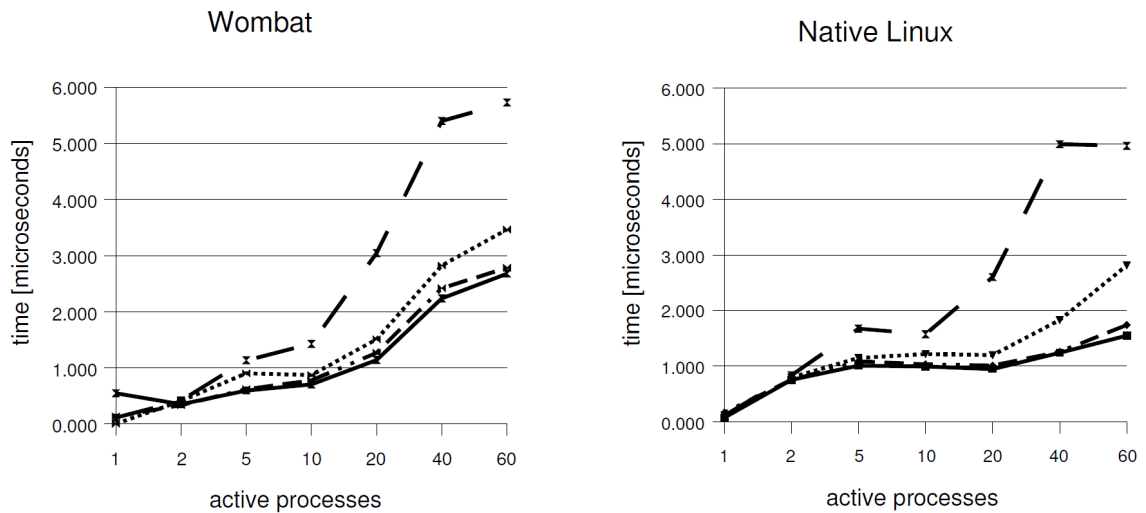 Wombat
6.000
5.000
4.000
3.000
2.000
1.000
0.000
time [microseconds]
1 2 5 10 20 40 60
active processes
Native Linux
6.000
5.000
4.000
3.000
2.000
1.000
0.000
time [microseconds]
1 2 5 10 20 40 60
active processes